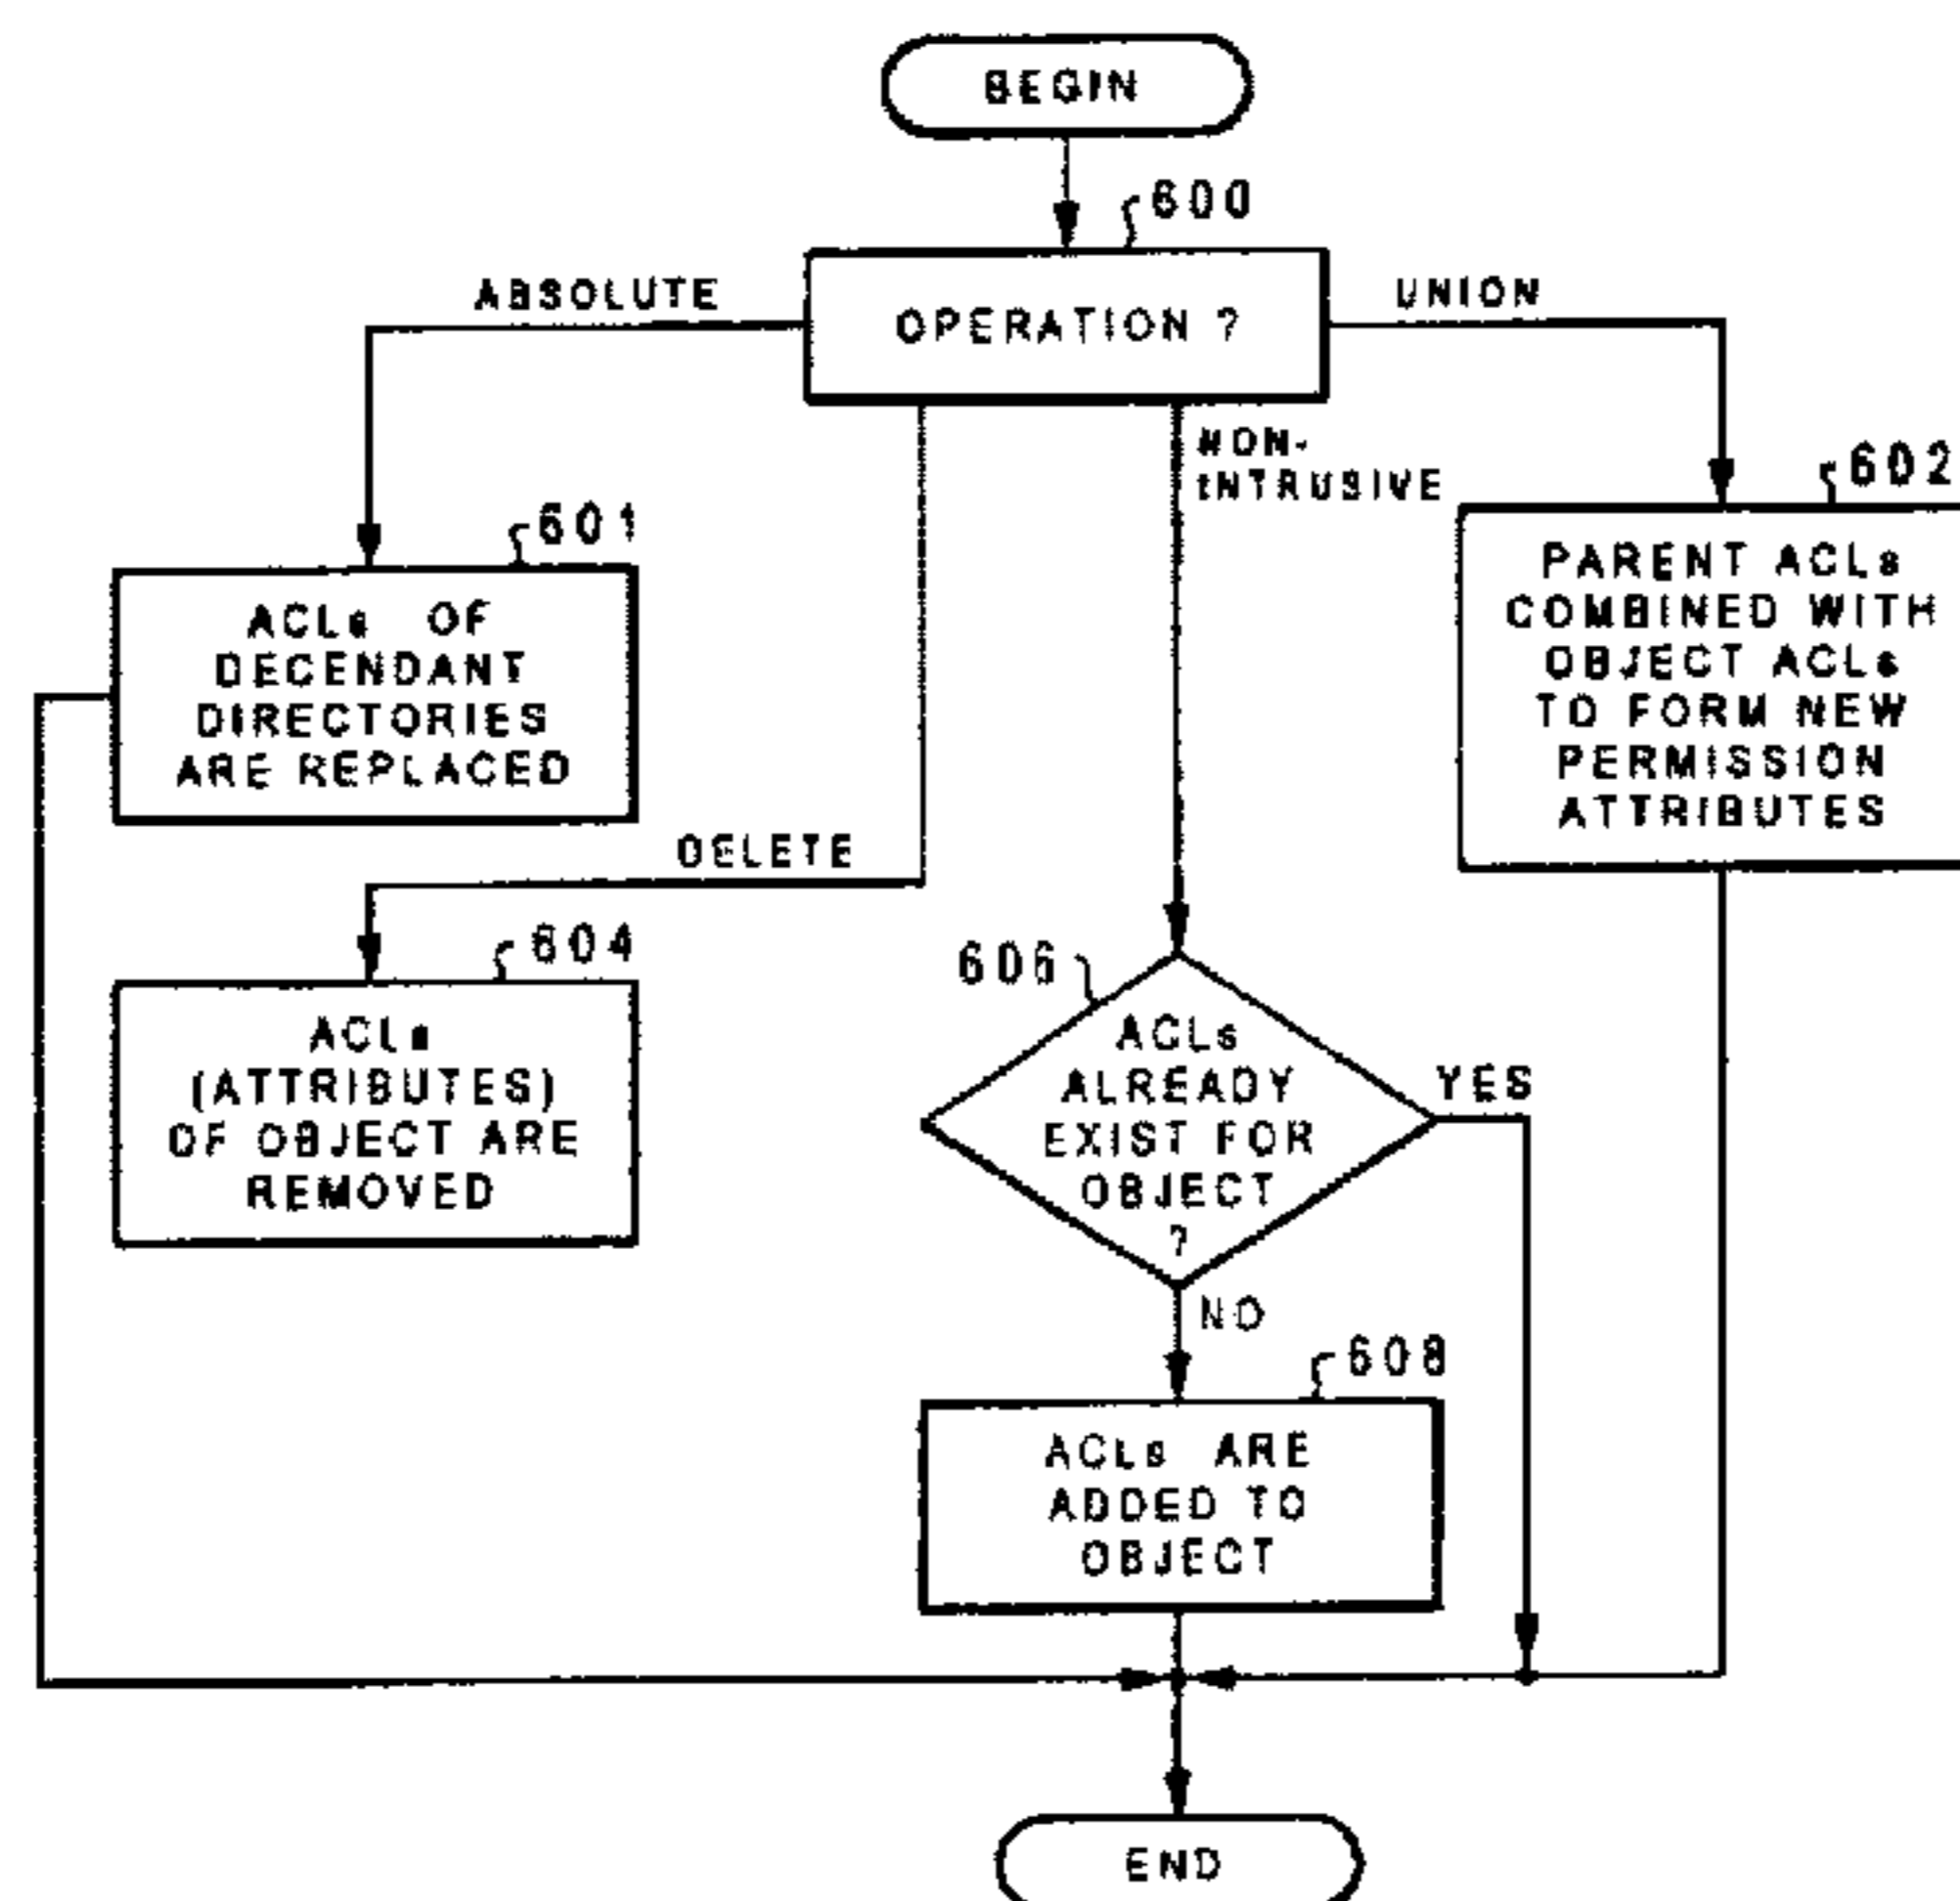 BEGIN
600
OPERATION ?
ABSOLUTE
UNION
NON-
INTRUSIVE
601
ACLs OF
DECENDANT
DIRECTORIES
ARE REPLACED
602
PARENT ACLs
COMBINED WITH
OBJECT ACLs
TO FORM NEW
PERMISSION
ATTRIBUTES
DELETE
604
ACLs
(ATTRIBUTES)
OF OBJECT ARE
REMOVED
606
ACLs
ALREADY
EXIST FOR
OBJECT
?
YES
NO
608
ACLs ARE
ADDED TO
OBJECT
END